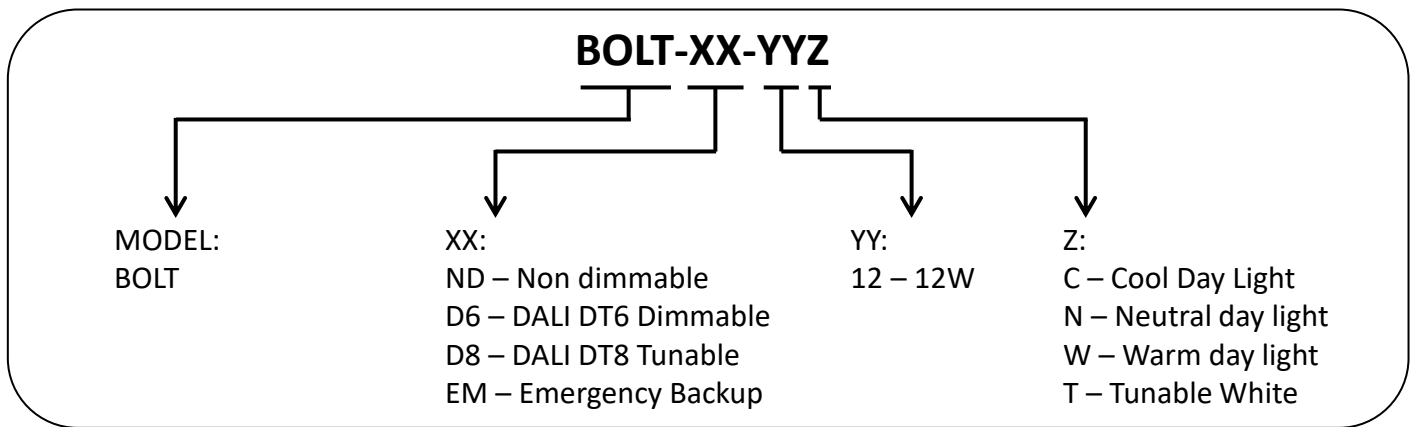 BOLT-XX-YYZ
MODEL:
BOLT
XX:
ND – Non dimmable
D6 – DALI DT6 Dimmable
D8 – DALI DT8 Tunable
EM – Emergency Backup
YY:
12 – 12W
Z:
C – Cool Day Light
N – Neutral day light
W – Warm day light
T – Tunable White